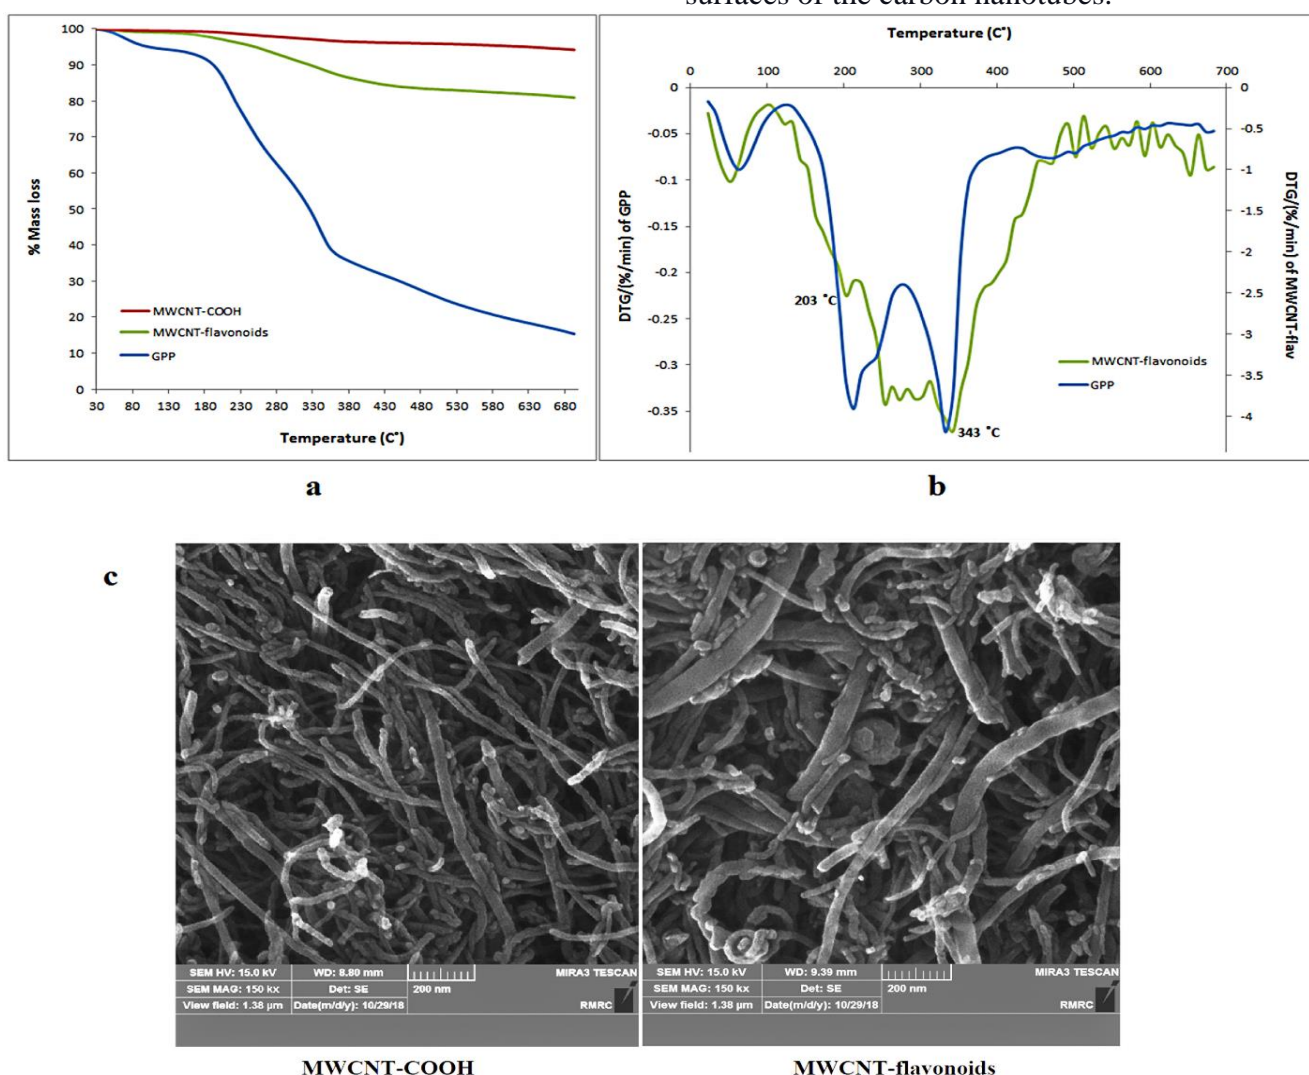 surfaces of the carbon nanotubes.
100
90
80
70
60
50
40
30
20
10
0
% Mass loss
MWCNT-COOH
MWCNT-flavonoids
GPP
30 80 130 180 230 280 330 380 430 480 530 580 630 680
Temperature (C°)
a
Temperature (C°)
0 100 200 300 400 500 600 700
0
-0.05
-0.1
-0.15
-0.2
-0.25
-0.3
-0.35
DTG/(%/min) of GPP
203 °C
343 °C
MWCNT-flavonoids
GPP
0
-0.5
-1
-1.5
-2
-2.5
-3
-3.5
-4
DTG/(%/min) of MWCNT-flav
b
c
SEM HV: 15.0 kV WD: 8.80 mm MIRA3 TESCAN
SEM MAG: 150 kx Det: SE 200 nm
View field: 1.38 µm Date(m/d/y): 10/29/18 RMRC
SEM HV: 15.0 kV WD: 9.39 mm MIRA3 TESCAN
SEM MAG: 150 kx Det: SE 200 nm
View field: 1.38 µm Date(m/d/y): 10/29/18 RMRC
MWCNT-COOH
MWCNT-flavonoids